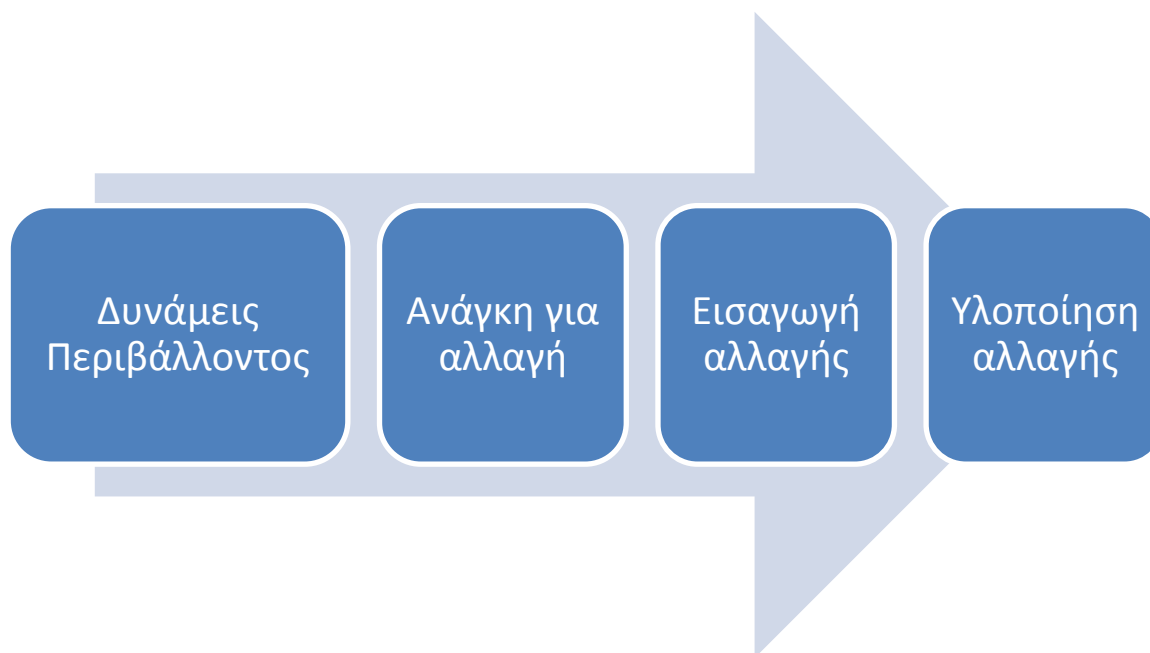 Δυνάμεις
Περιβάλλοντος
Ανάγκη για
αλλαγή
Εισαγωγή
αλλαγής
Υλοποίηση
αλλαγής